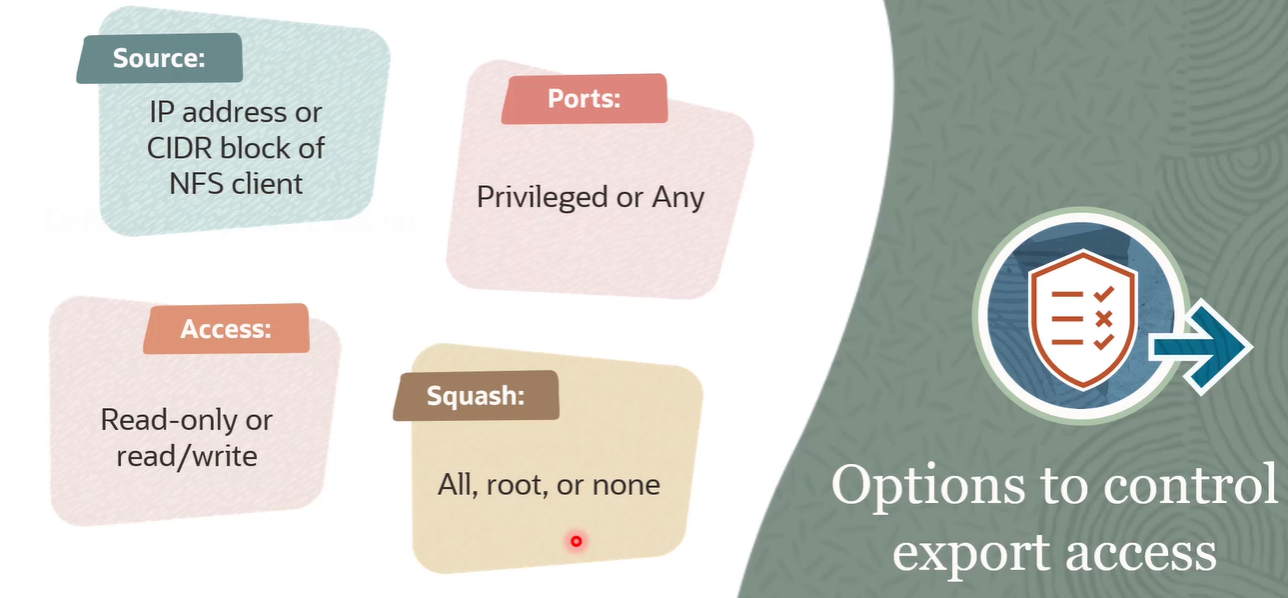 Source:
IP address or
CIDR block of
NFS client
Ports:
Privileged or Any
Access:
Read-only or
read/write
Squash:
All, root, or none
Options to control
export access